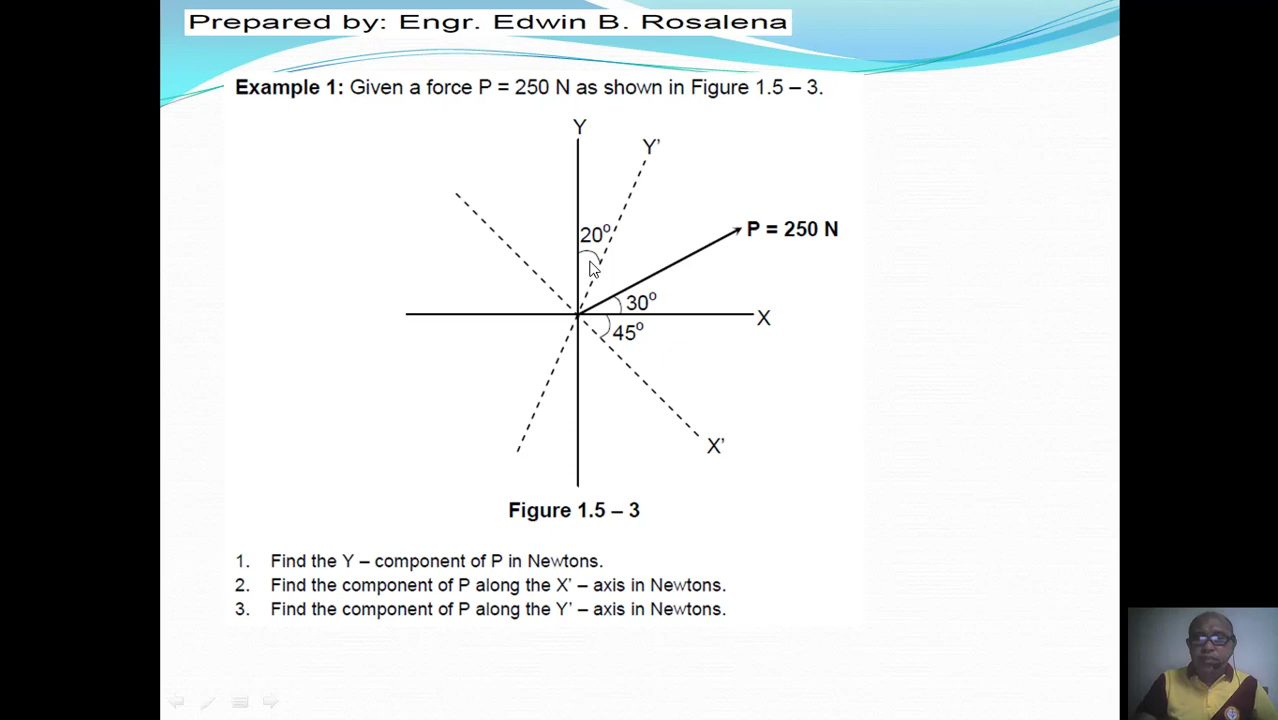 Prepared by: Engr. Edwin B. Rosalena
Example 1: Given a force P = 250 N as shown in Figure 1.5 – 3.
Y
Y'
20°
P = 250 N
30°
X
45°
X'
Figure 1.5 – 3
1. Find the Y – component of P in Newtons.
2. Find the component of P along the X' – axis in Newtons.
3. Find the component of P along the Y' – axis in Newtons.